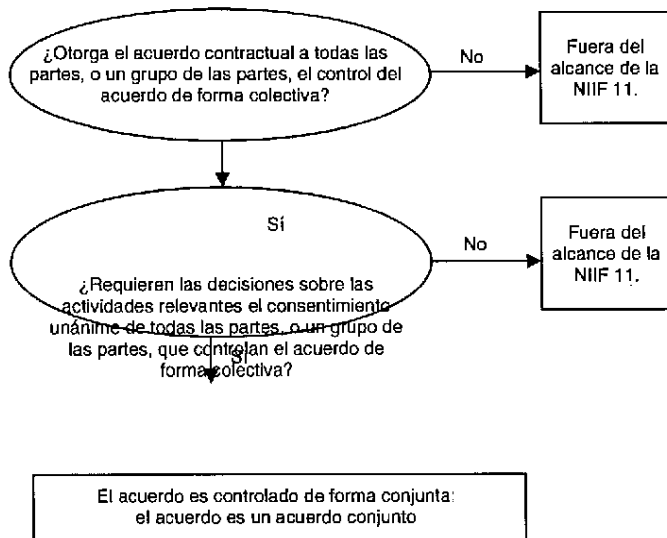 ¿Otorga el acuerdo contractual a todas las
partes, o un grupo de las partes, el control del
acuerdo de forma colectiva?
No
Fuera del
alcance de la
NIIF 11.
Sí
¿Requieren las decisiones sobre las
actividades relevantes el consentimiento
unánime de todas las partes, o un grupo de
las partes, que controlan el acuerdo de
forma colectiva?
No
Fuera del
alcance de la
NIIF 11.
Sí
El acuerdo es controlado de forma conjunta:
el acuerdo es un acuerdo conjunto